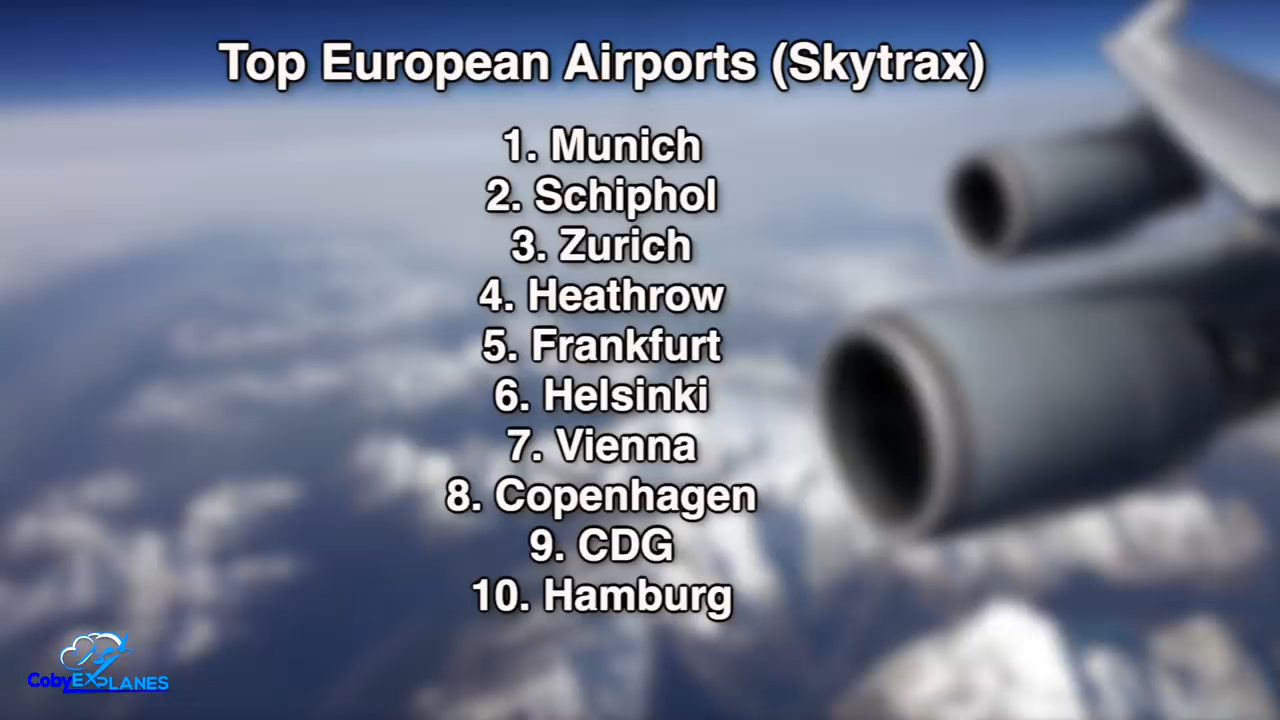 Top European Airports (Skytrax)
1. Munich
2. Schiphol
3. Zurich
4. Heathrow
5. Frankfurt
6. Helsinki
7. Vienna
8. Copenhagen
9. CDG
10. Hamburg
CobyEXPLANES